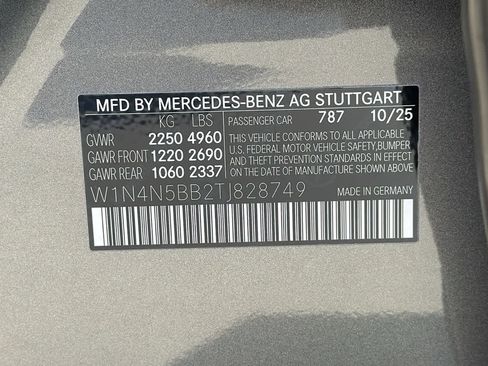 MFD BY MERCEDES-BENZ AG STUTTGART
KG LBS PASSENGER CAR 787 10/25
GVWR 2250 4960 THIS VEHICLE CONFORMS TO ALL APPLICABLE
GAWR FRONT 1220 2690 U.S. FEDERAL MOTOR VEHICLE SAFETY, BUMPER
AND THEFT PREVENTION STANDARDS IN EFFECT
GAWR REAR 1060 2337 ON THE DATE OF MANUFACTURE SHOWN ABOVE
W1N4N5BB2TJ828749 MADE IN GERMANY